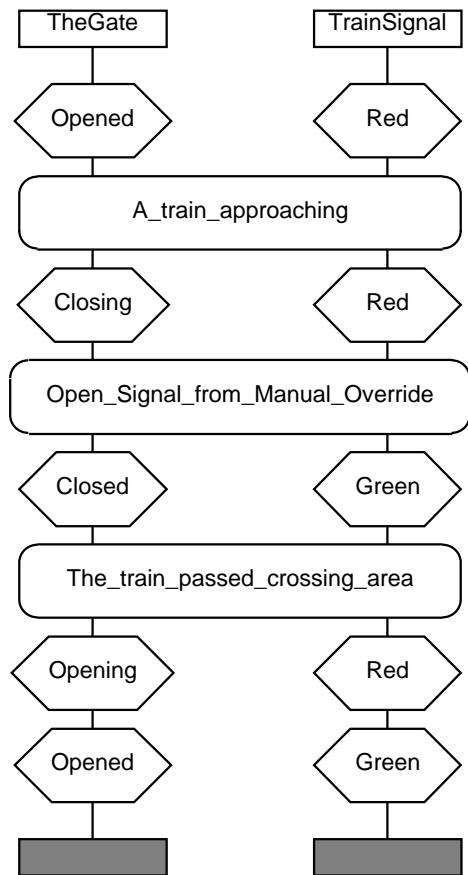 TheGate TrainSignal
Opened Red
A_train_approaching
Closing Red
Open_Signal_from_Manual_Override
Closed Green
The_train_passed_crossing_area
Opening Red
Opened Green